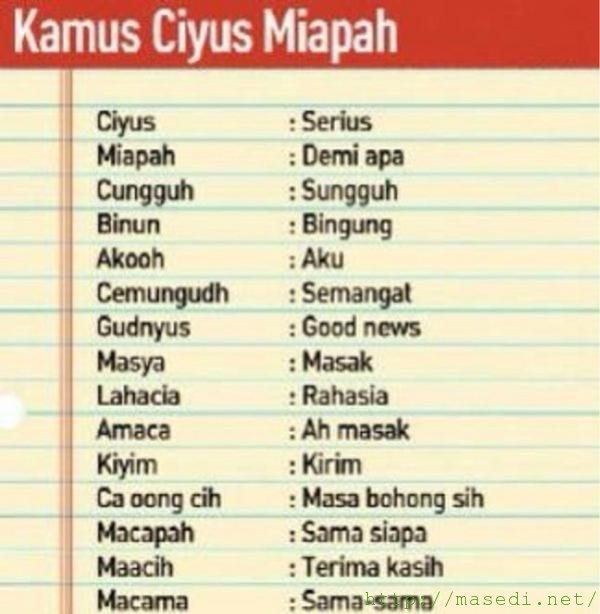 Kamus Ciyus Miapah
Ciyus : Serius
Miapah : Demi apa
Cungguh : Sungguh
Binun : Bingung
Akooh : Aku
Cemungudh : Semangat
Gudnyus : Good news
Masya : Masak
Lahacia : Rahasia
Amaca : Ah masak
Kiyim : Kirim
Ca oong cih : Masa bohong sih
Macapah : Sama siapa
Maacih : Terima kasih
Macama : Sama-sama
http://masedi.net/